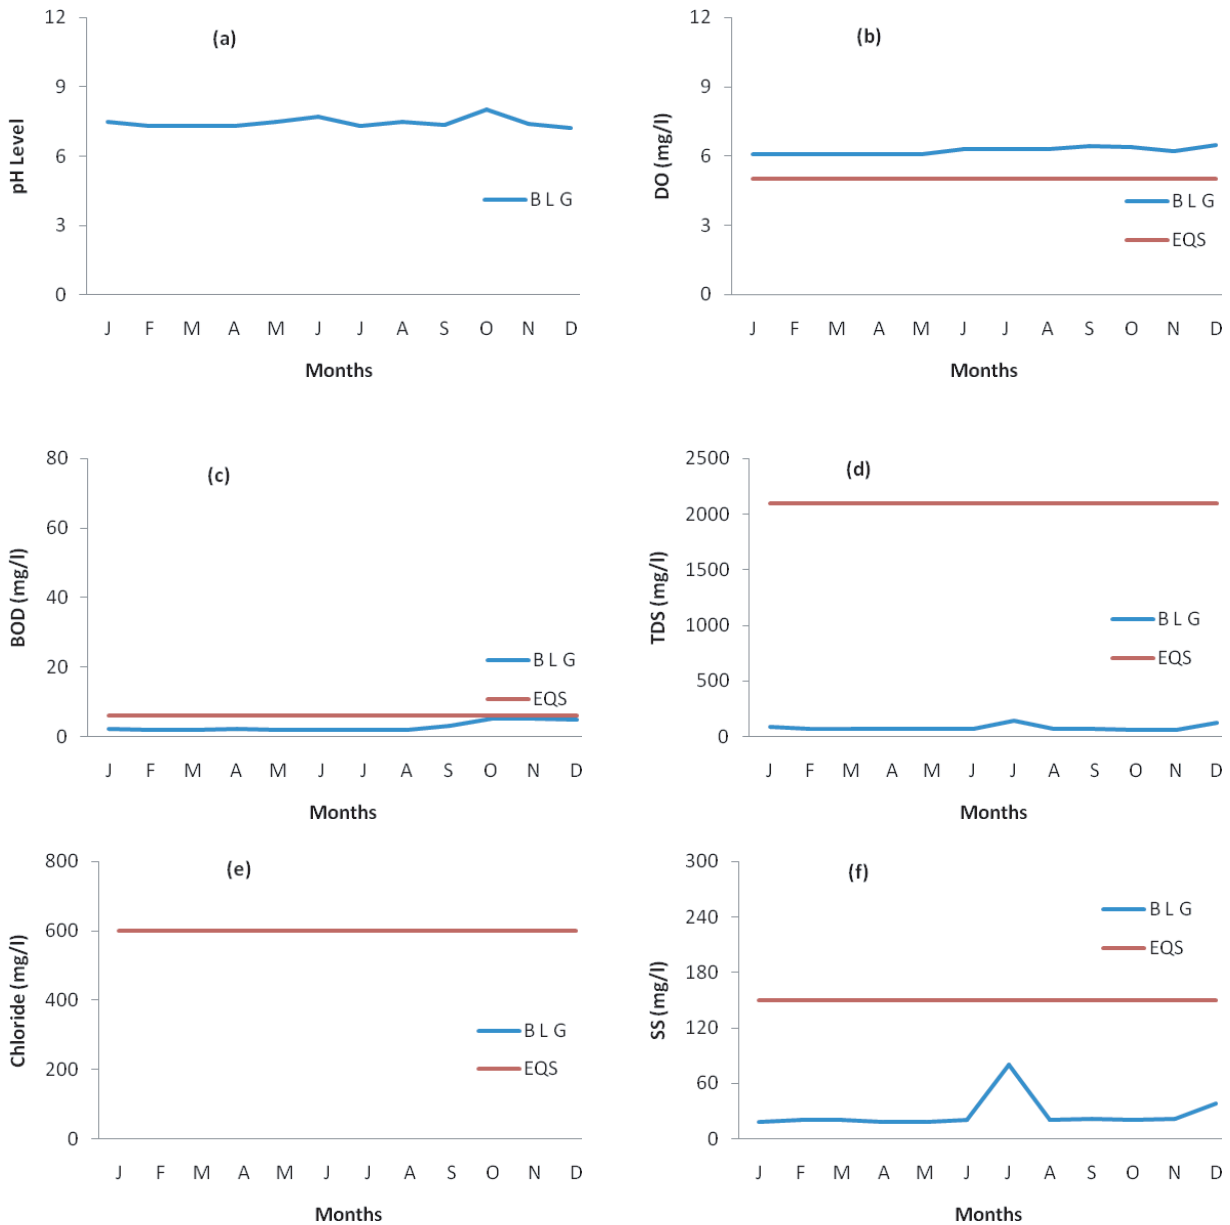 (a)
12
9
6
3
0
pH Level
B L G
J F M A M J J A S O N D
Months
(b)
12
9
6
3
0
DO (mg/l)
B L G
EQS
J F M A M J J A S O N D
Months
(c)
80
60
40
20
0
BOD (mg/l)
B L G
EQS
J F M A M J J A S O N D
Months
(d)
2500
2000
1500
1000
500
0
TDS (mg/l)
B L G
EQS
J F M A M J J A S O N D
Months
(e)
800
600
400
200
0
Chloride (mg/l)
B L G
EQS
J F M A M J J A S O N D
Months
(f)
300
240
180
120
60
0
SS (mg/l)
B L G
EQS
J F M A M J J A S O N D
Months